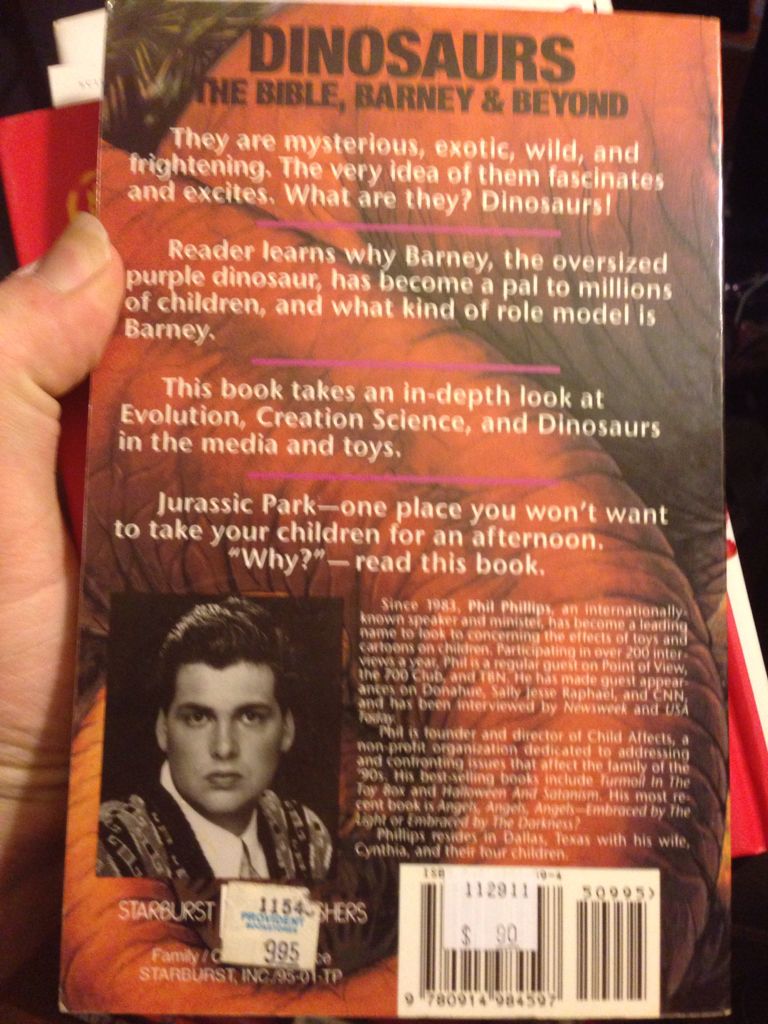 DINOSAURS
THE BIBLE, BARNEY & BEYOND
They are mysterious, exotic, wild, and
frightening. The very idea of them fascinates
and excites. What are they? Dinosaurs!
Reader learns why Barney, the oversized
purple dinosaur, has become a pal to millions
of children, and what kind of role model is
Barney.
This book takes an in-depth look at
Evolution, Creation Science, and Dinosaurs
in the media and toys.
Jurassic Park—one place you won't want
to take your children for an afternoon.
"Why?"—read this book.
Since 1983, Phil Phillips, an internationally-
known speaker and minister, has become a leading
name to look to concerning the effects of toys and
cartoons on children. Participating in over 200 inter-
views a year, Phil is a regular guest on Point of View,
the 700 Club, and TBN. He has made guest appear-
ances on Donahue, Sally Jesse Raphael, and CNN,
and has been interviewed by Newsweek and USA
Today.
Phil is founder and director of Child Affects, a
non-profit organization dedicated to addressing
and confronting issues that affect the family of the
'90s. His best-selling books include Turmoil In The
Toy Box and Halloween And Satanism. His most re-
cent book is Angels, Angels, Angels—Embraced by The
Light or Embraced by The Darkness?
Phillips resides in Dallas, Texas with his wife,
Cynthia, and their four children.
STARBURST SHERS
1154
PROVIDENT
BOOKSTORES
995
Family / C ce
STARBURST, INC./95-01-TP
ISB 0-4
112911
$ 90
50995>
9 780914 984597